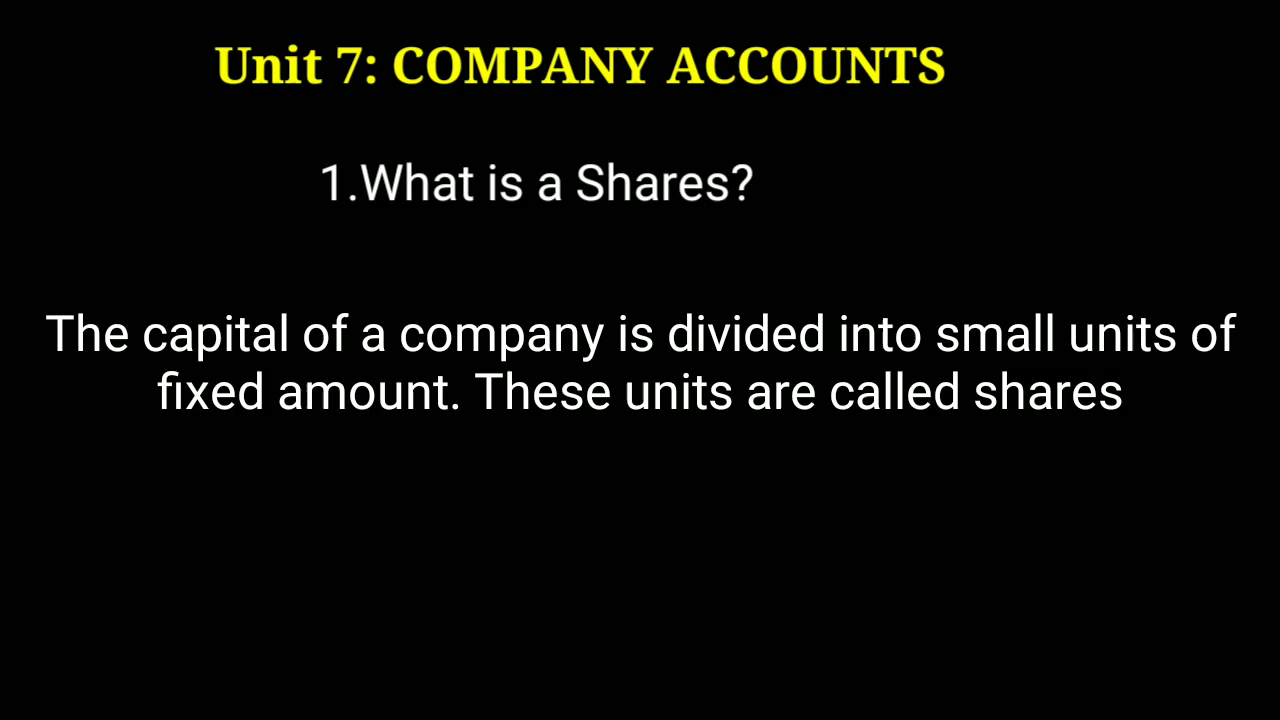 Unit 7: COMPANY ACCOUNTS
1.What is a Shares?
The capital of a company is divided into small units of
fixed amount. These units are called shares